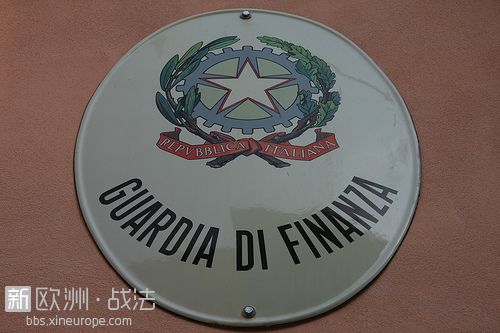 REPVBBLICA ITALIANA
GUARDIA DI FINANZA
新欧洲·战法
bbs.xineurope.com